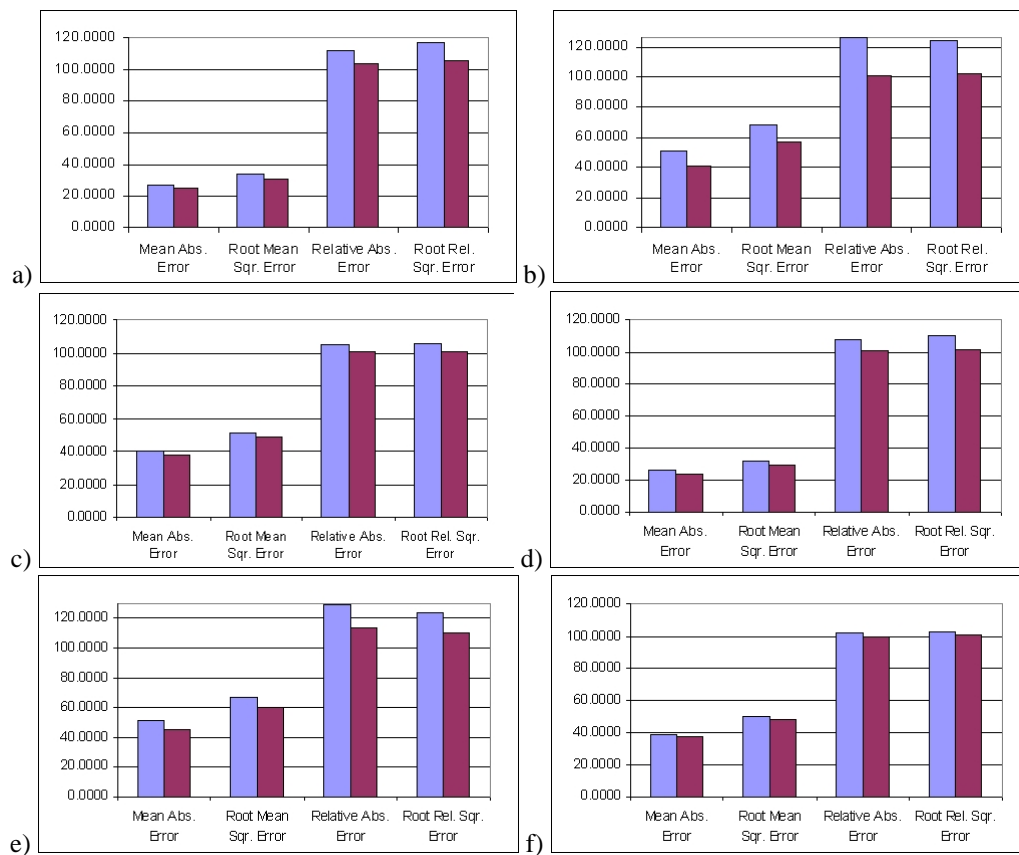 120.0000
100.0000
80.0000
60.0000
40.0000
20.0000
0.0000
Mean Abs. Root Mean Relative Abs. Root Rel.
Error Sqr. Error Error Sqr. Error
a)
120.0000
100.0000
80.0000
60.0000
40.0000
20.0000
0.0000
Mean Abs. Root Mean Relative Abs. Root Rel.
Error Sqr. Error Error Sqr. Error
b)
120.0000
100.0000
80.0000
60.0000
40.0000
20.0000
0.0000
Mean Abs. Root Mean Relative Abs. Root Rel. Sqr.
Error Sqr. Error Error Error
c)
120.0000
100.0000
80.0000
60.0000
40.0000
20.0000
0.0000
Mean Abs. Root Mean Relative Abs. Root Rel. Sqr.
Error Sqr. Error Error Error
d)
120.0000
100.0000
80.0000
60.0000
40.0000
20.0000
0.0000
Mean Abs. Root Mean Relative Abs. Root Rel. Sqr.
Error Sqr. Error Error Error
e)
120.0000
100.0000
80.0000
60.0000
40.0000
20.0000
0.0000
Mean Abs. Root Mean Relative Abs. Root Rel. Sqr.
Error Sqr. Error Error Error
f)